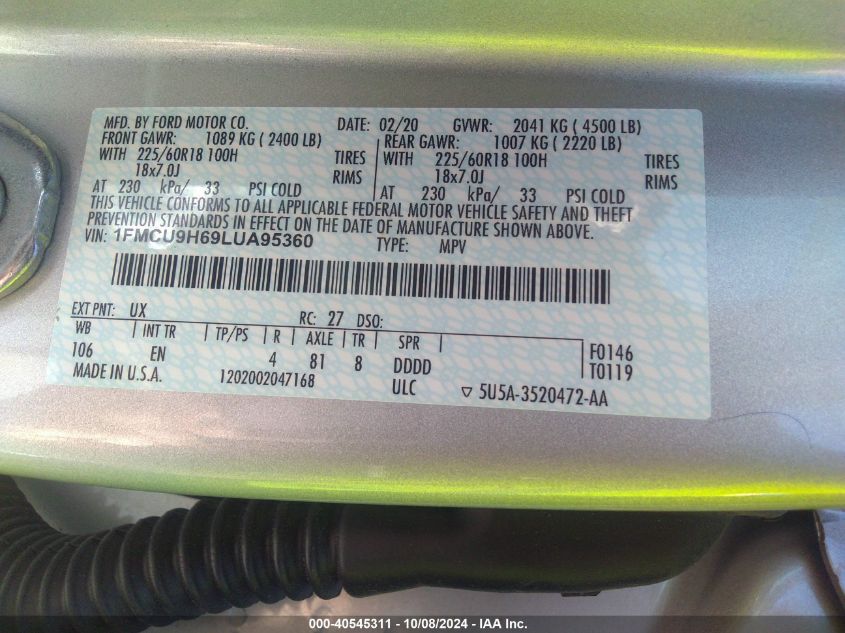 MFD. BY FORD MOTOR CO. DATE: 02/20 GVWR: 2041 KG ( 4500 LB)
FRONT GAWR: 1089 KG ( 2400 LB) REAR GAWR: 1007 KG ( 2220 LB)
WITH 225/60R18 100H TIRES WITH 225/60R18 100H TIRES
18x7.0J RIMS 18x7.0J RIMS
AT 230 kPa/ 33 PSI COLD AT 230 kPa/ 33 PSI COLD
THIS VEHICLE CONFORMS TO ALL APPLICABLE FEDERAL MOTOR VEHICLE SAFETY AND THEFT
PREVENTION STANDARDS IN EFFECT ON THE DATE OF MANUFACTURE SHOWN ABOVE.
VIN: 1FMCU9H69LUA95360 TYPE: MPV
EXT PNT: UX RC: 27 DSO:
WB INT TR TP/PS R AXLE TR SPR
106 EN 4 81 8 DDDD F0146
T0119
MADE IN U.S.A. 1202002047168 ULC ▽ 5U5A-3520472-AA
000-40545311 - 10/08/2024 - IAA Inc.